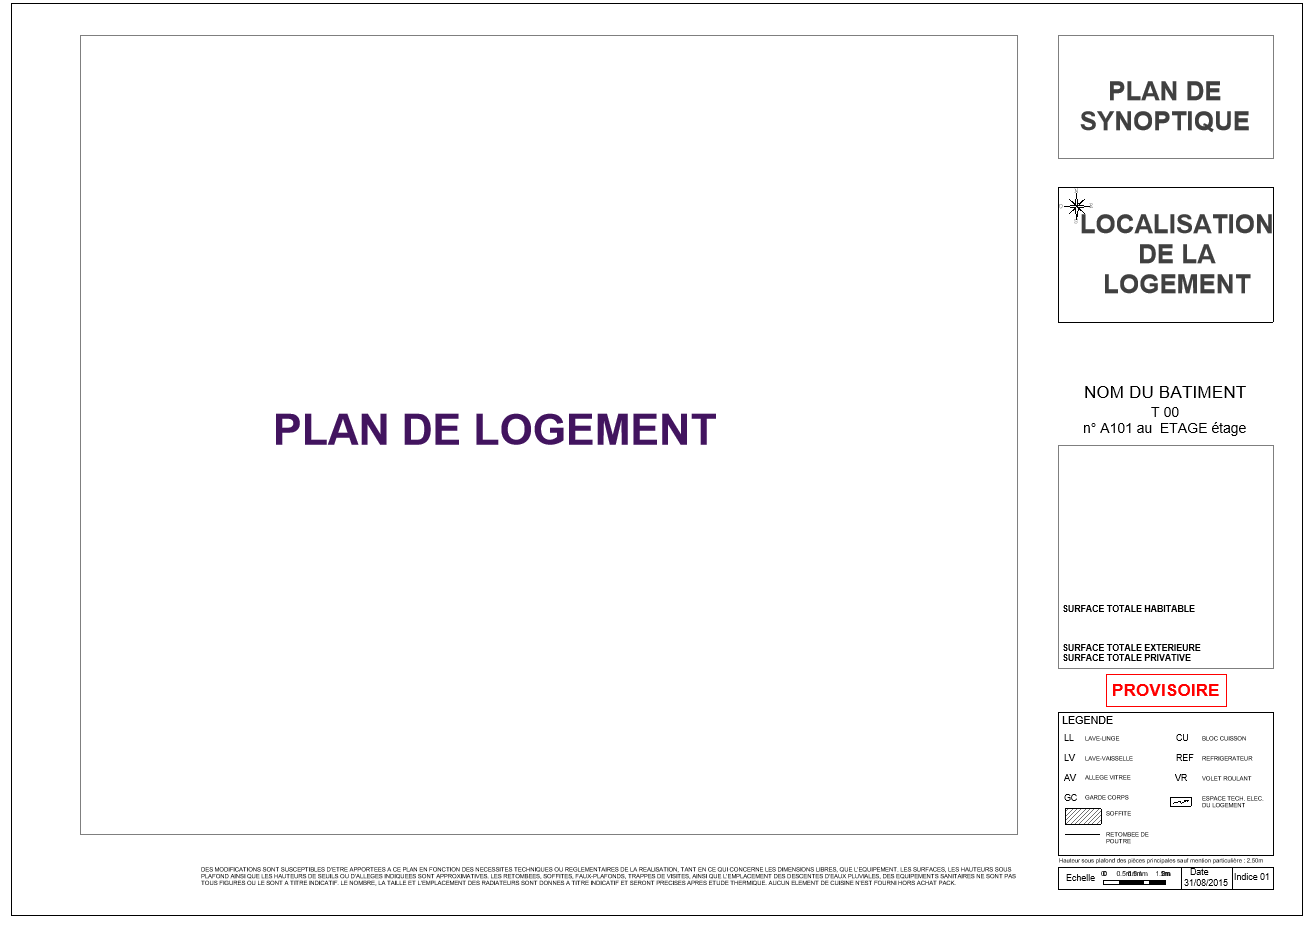 PLAN DE
SYNOPTIQUE
LOCALISATION
DE LA
LOGEMENT
PLAN DE LOGEMENT
NOM DU BATIMENT
T 00
n° A101 au ETAGE étage
SURFACE TOTALE HABITABLE
SURFACE TOTALE EXTERIEURE
SURFACE TOTALE PRIVATIVE
PROVISOIRE
LEGENDE
LL LAVE-LINGE CU BLOC CUISSON
LV LAVE-VAISSELLE REF REFRIGERATEUR
AV ALLEGE VITREE VR VOLET ROULANT
GC GARDE CORPS ESPACE TECH. ELEC.
DU LOGEMENT
SOFFITE
RETOMBEE DE
POUTRE
Hauteur sous plafond des pièces principales sauf mention particulière : 2,50m
Echelle
Date
31/08/2015
Indice 01
DES MODIFICATIONS SONT SUSCEPTIBLES D'ETRE APPORTEES A CE PLAN EN FONCTION DES NECESSITES TECHNIQUES OU REGLEMENTAIRES DE LA REALISATION, TANT EN CE QUI CONCERNE LES DIMENSIONS LIBRES, QUE L'EQUIPEMENT. LES SURFACES, LES HAUTEURS SOUS
PLAFOND AINSI QUE LES HAUTEURS DE SEUILS OU D'ALLEGES INDIQUEES SONT APPROXIMATIVES. LES RETOMBEES, SOFFITES, FAUX-PLAFONDS, TRAPPES DE VISITES, AINSI QUE L'EMPLACEMENT DES DESCENTES D'EAUX PLUVIALES, DES EQUIPEMENTS SANITAIRES NE SONT PAS
TOUS FIGURES OU LE SONT A TITRE INDICATIF. LE NOMBRE, LA TAILLE ET L'EMPLACEMENT DES RADIATEURS SONT DONNES A TITRE INDICATIF ET SERONT PRECISES APRES ETUDE THERMIQUE. AUCUN ELEMENT DE CUISINE N'EST FOURNI HORS ACHAT PACK.